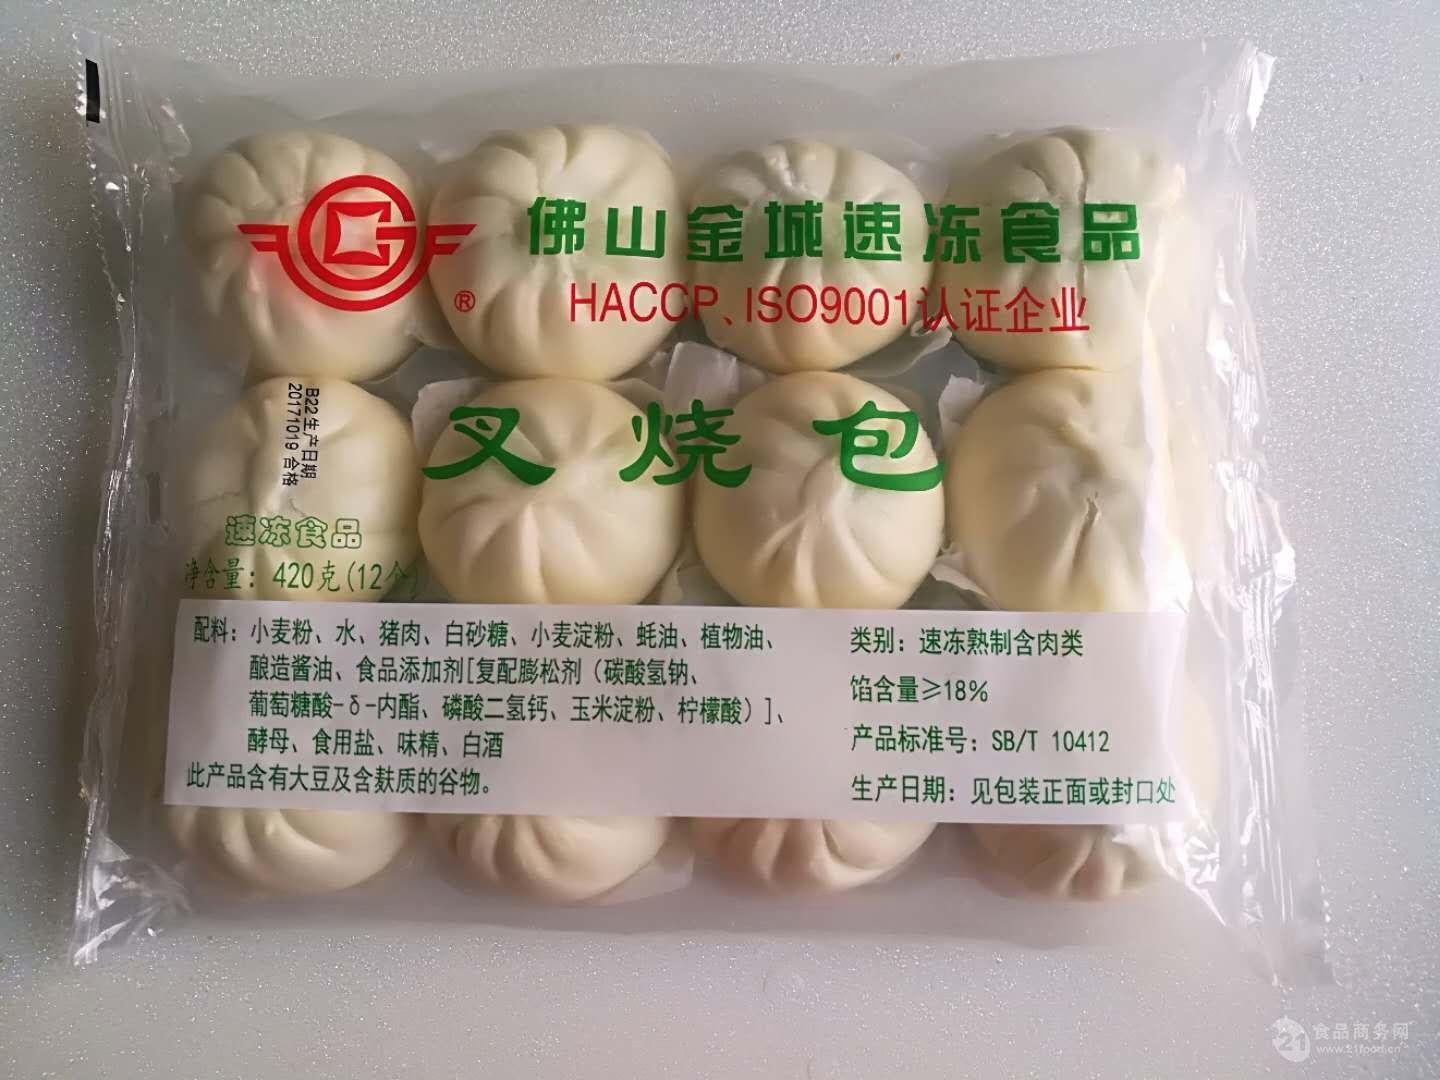 佛山金城速冻食品
®
HACCP、ISO9001认证企业
叉烧包
B22生产日期
20171019 合格
速冻食品
净含量：420克(12个)
配料：小麦粉、水、猪肉、白砂糖、小麦淀粉、蚝油、植物油、
酿造酱油、食品添加剂[复配膨松剂（碳酸氢钠、
葡萄糖酸-δ-内酯、磷酸二氢钙、玉米淀粉、柠檬酸）]、
酵母、食用盐、味精、白酒
此产品含有大豆及含麸质的谷物。
类别：速冻熟制含肉类
馅含量≥18%
产品标准号：SB/T 10412
生产日期：见包装正面或封口处
21 食品商务网
www.21food.cn